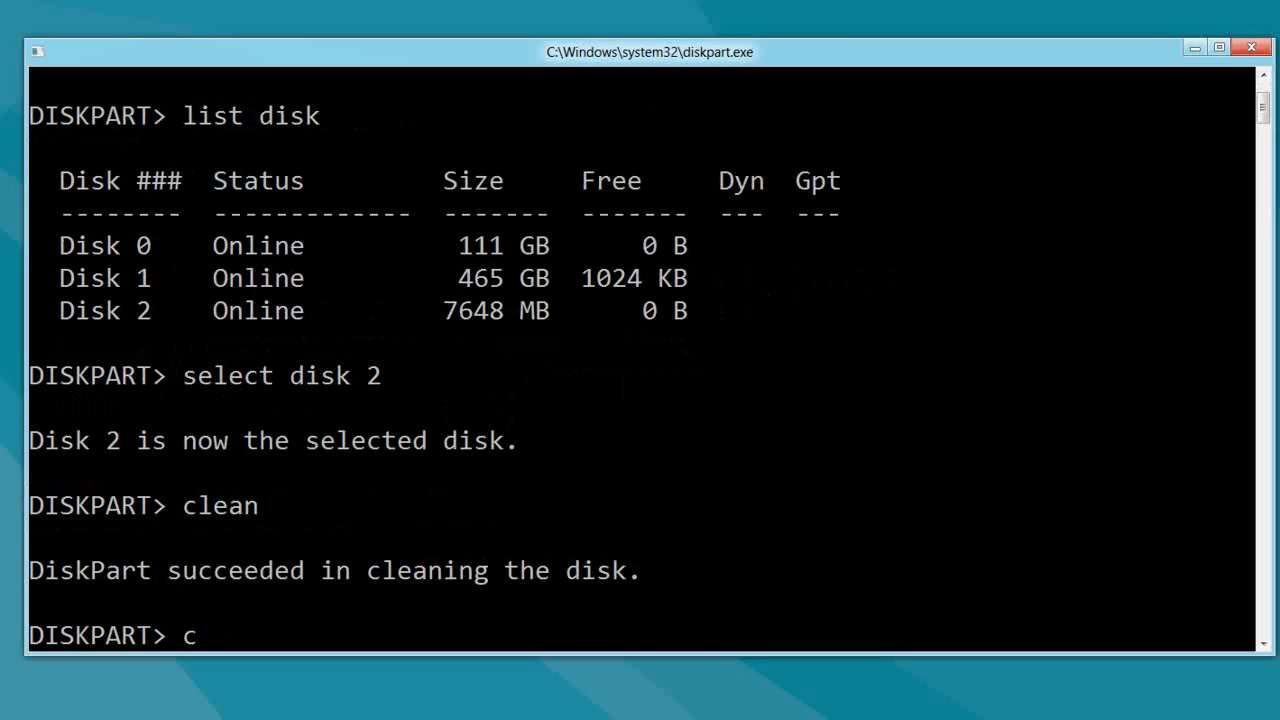 C:\Windows\system32\diskpart.exe
DISKPART> list disk
Disk ### Status Size Free Dyn Gpt
-------- ------------- ------- ------- --- ---
Disk 0 Online 111 GB 0 B
Disk 1 Online 465 GB 1024 KB
Disk 2 Online 7648 MB 0 B
DISKPART> select disk 2
Disk 2 is now the selected disk.
DISKPART> clean
DiskPart succeeded in cleaning the disk.
DISKPART> c